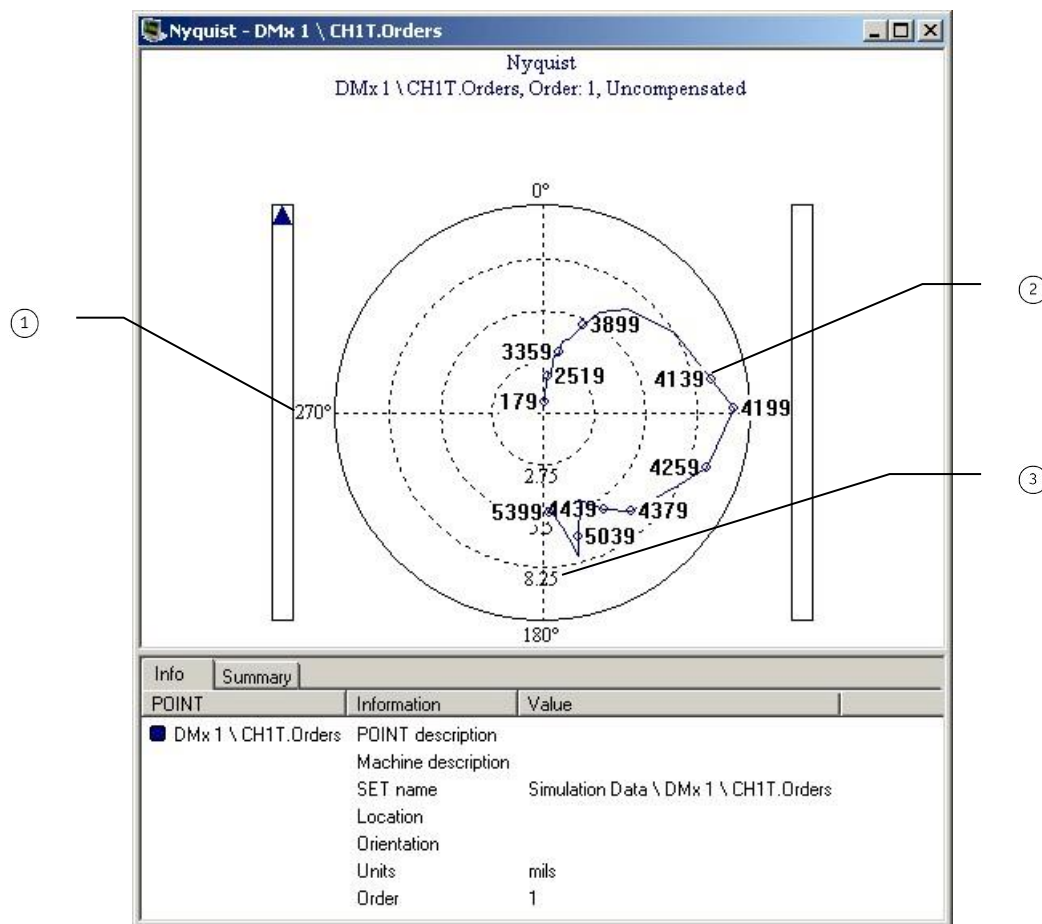 Nyquist - DMx 1 \ CH1T.Orders
Nyquist
DMx 1 \ CH1T.Orders, Order: 1, Uncompensated
0°
2
1
3899
3359
2519
4139
179
4199
270°
4259
2.75
3
5399
4439
4379
5039
8.25
180°
Info
Summary
POINT
Information
Value
DMx 1 \ CH1T.Orders
POINT description
Machine description
SET name
Simulation Data \ DMx 1 \ CH1T.Orders
Location
Orientation
Units
mils
Order
1